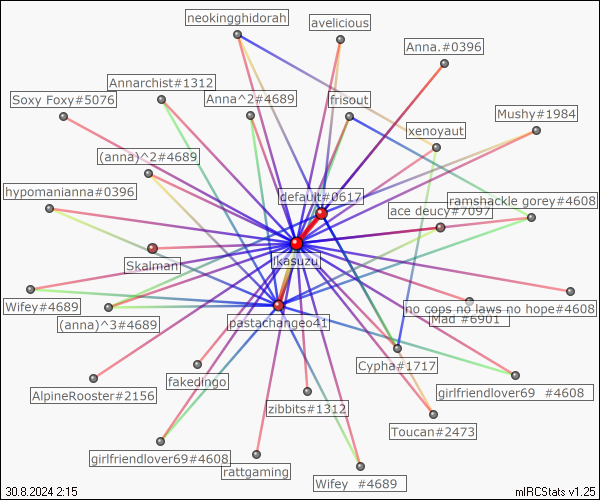 neokingghidorah
avelicious
Anna.#0396
Annarchist#1312
Soxy Foxy#5076
Anna^2#4689
frisout
Mushy#1984
xenoyaut
(anna)^2#4689
hypomanianna#0396
default#0617
ramshackle gorey#4608
ace deucy#7097
Skalman
Ikasuzu
Wifey#4689
(anna)^3#4689
pastachangeo41
no cops no laws no hope#4608
Mad #6901
Cypha#1717
AlpineRooster#2156
fakedingo
girlfriendlover69 #4608
zibbits#1312
Toucan#2473
girlfriendlover69#4608
rattgaming
Wifey #4689
30.8.2024 2:15
mIRCStats v1.25